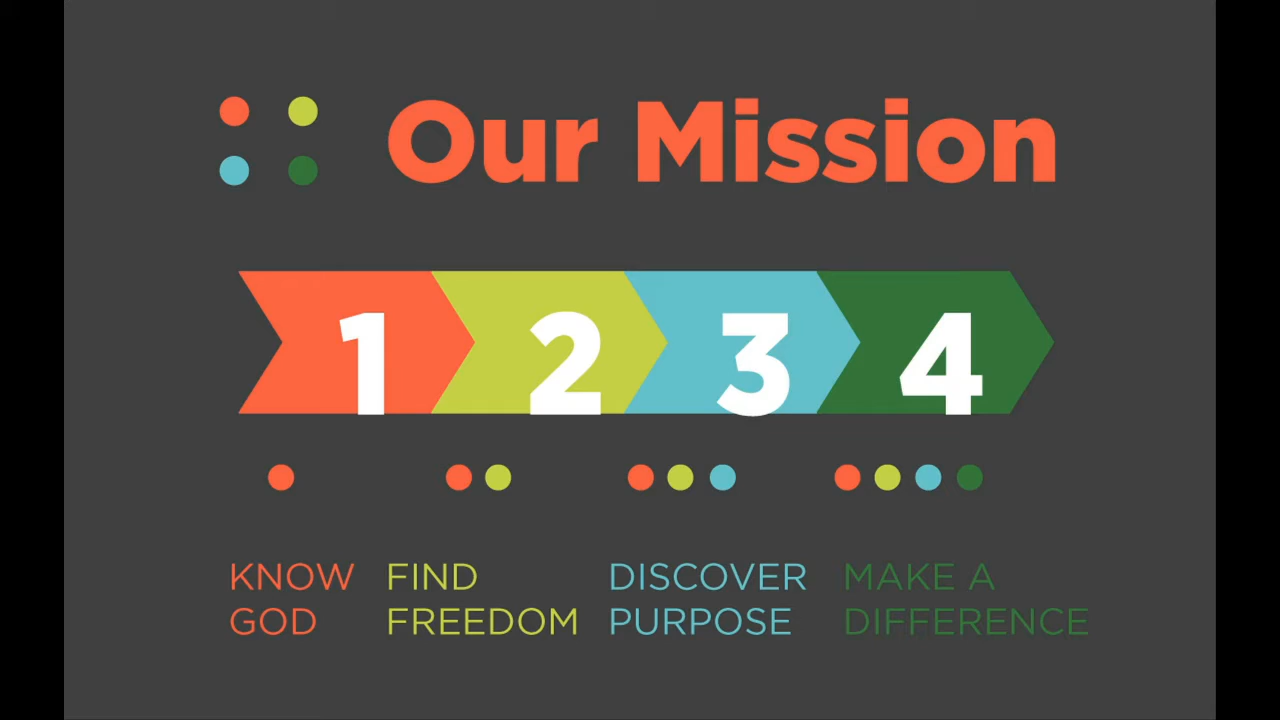 Our Mission
1 2 3 4
KNOW GOD
FIND FREEDOM
DISCOVER PURPOSE
MAKE A DIFFERENCE